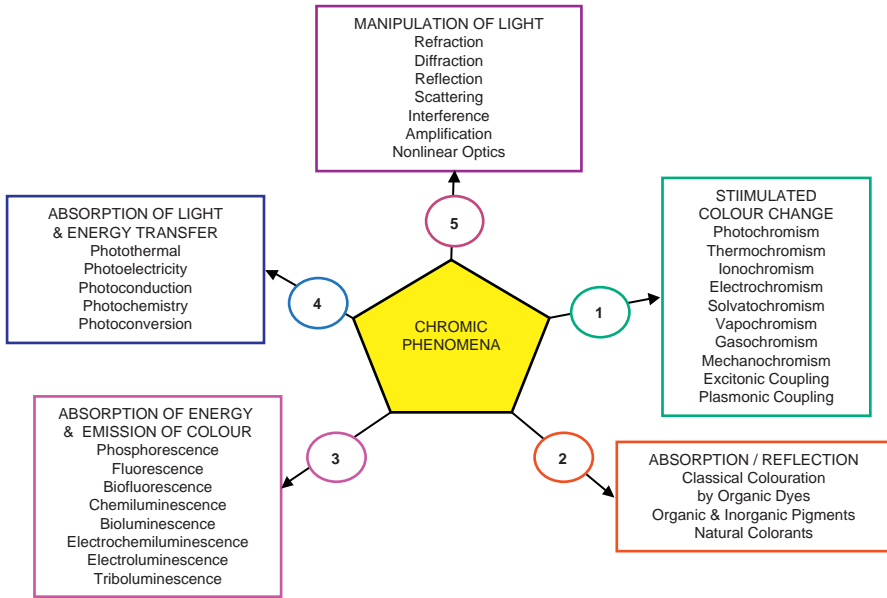 MANIPULATION OF LIGHT
Refraction
Diffraction
Reflection
Scattering
Interference
Amplification
Nonlinear Optics
5
STIIMULATED
COLOUR CHANGE
Photochromism
Thermochromism
Ionochromism
Electrochromism
Solvatochromism
Vapochromism
Gasochromism
Mechanochromism
Excitonic Coupling
Plasmonic Coupling
1
ABSORPTION OF LIGHT
& ENERGY TRANSFER
Photothermal
Photoelectricity
Photoconduction
Photochemistry
Photoconversion
4
CHROMIC
PHENOMENA
ABSORPTION OF ENERGY
& EMISSION OF COLOUR
Phosphorescence
Fluorescence
Biofluorescence
Chemiluminescence
Bioluminescence
Electrochemiluminescence
Electroluminescence
Triboluminescence
3
2
ABSORPTION / REFLECTION
Classical Colouration
by Organic Dyes
Organic & Inorganic Pigments
Natural Colorants